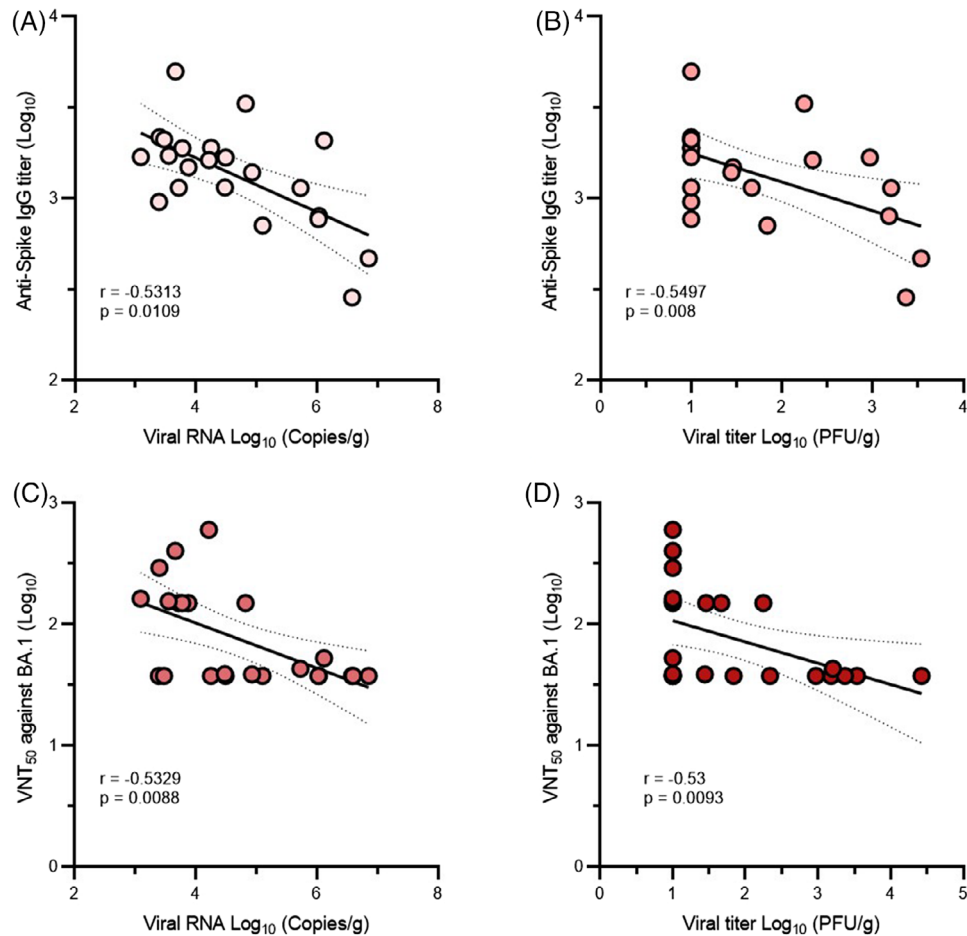 (A)
4
3
2
Anti-Spike IgG titer (Log10)
r = -0.5313
p = 0.0109
2 4 6 8
Viral RNA Log10 (Copies/g)
(B)
4
3
2
Anti-Spike IgG titer (Log10)
r = -0.5497
p = 0.008
0 1 2 3 4
Viral titer Log10 (PFU/g)
(C)
3
2
1
0
VNT50 against BA.1 (Log10)
r = -0.5329
p = 0.0088
2 4 6 8
Viral RNA Log10 (Copies/g)
(D)
3
2
1
0
VNT50 against BA.1 (Log10)
r = -0.53
p = 0.0093
0 1 2 3 4 5
Viral titer Log10 (PFU/g)